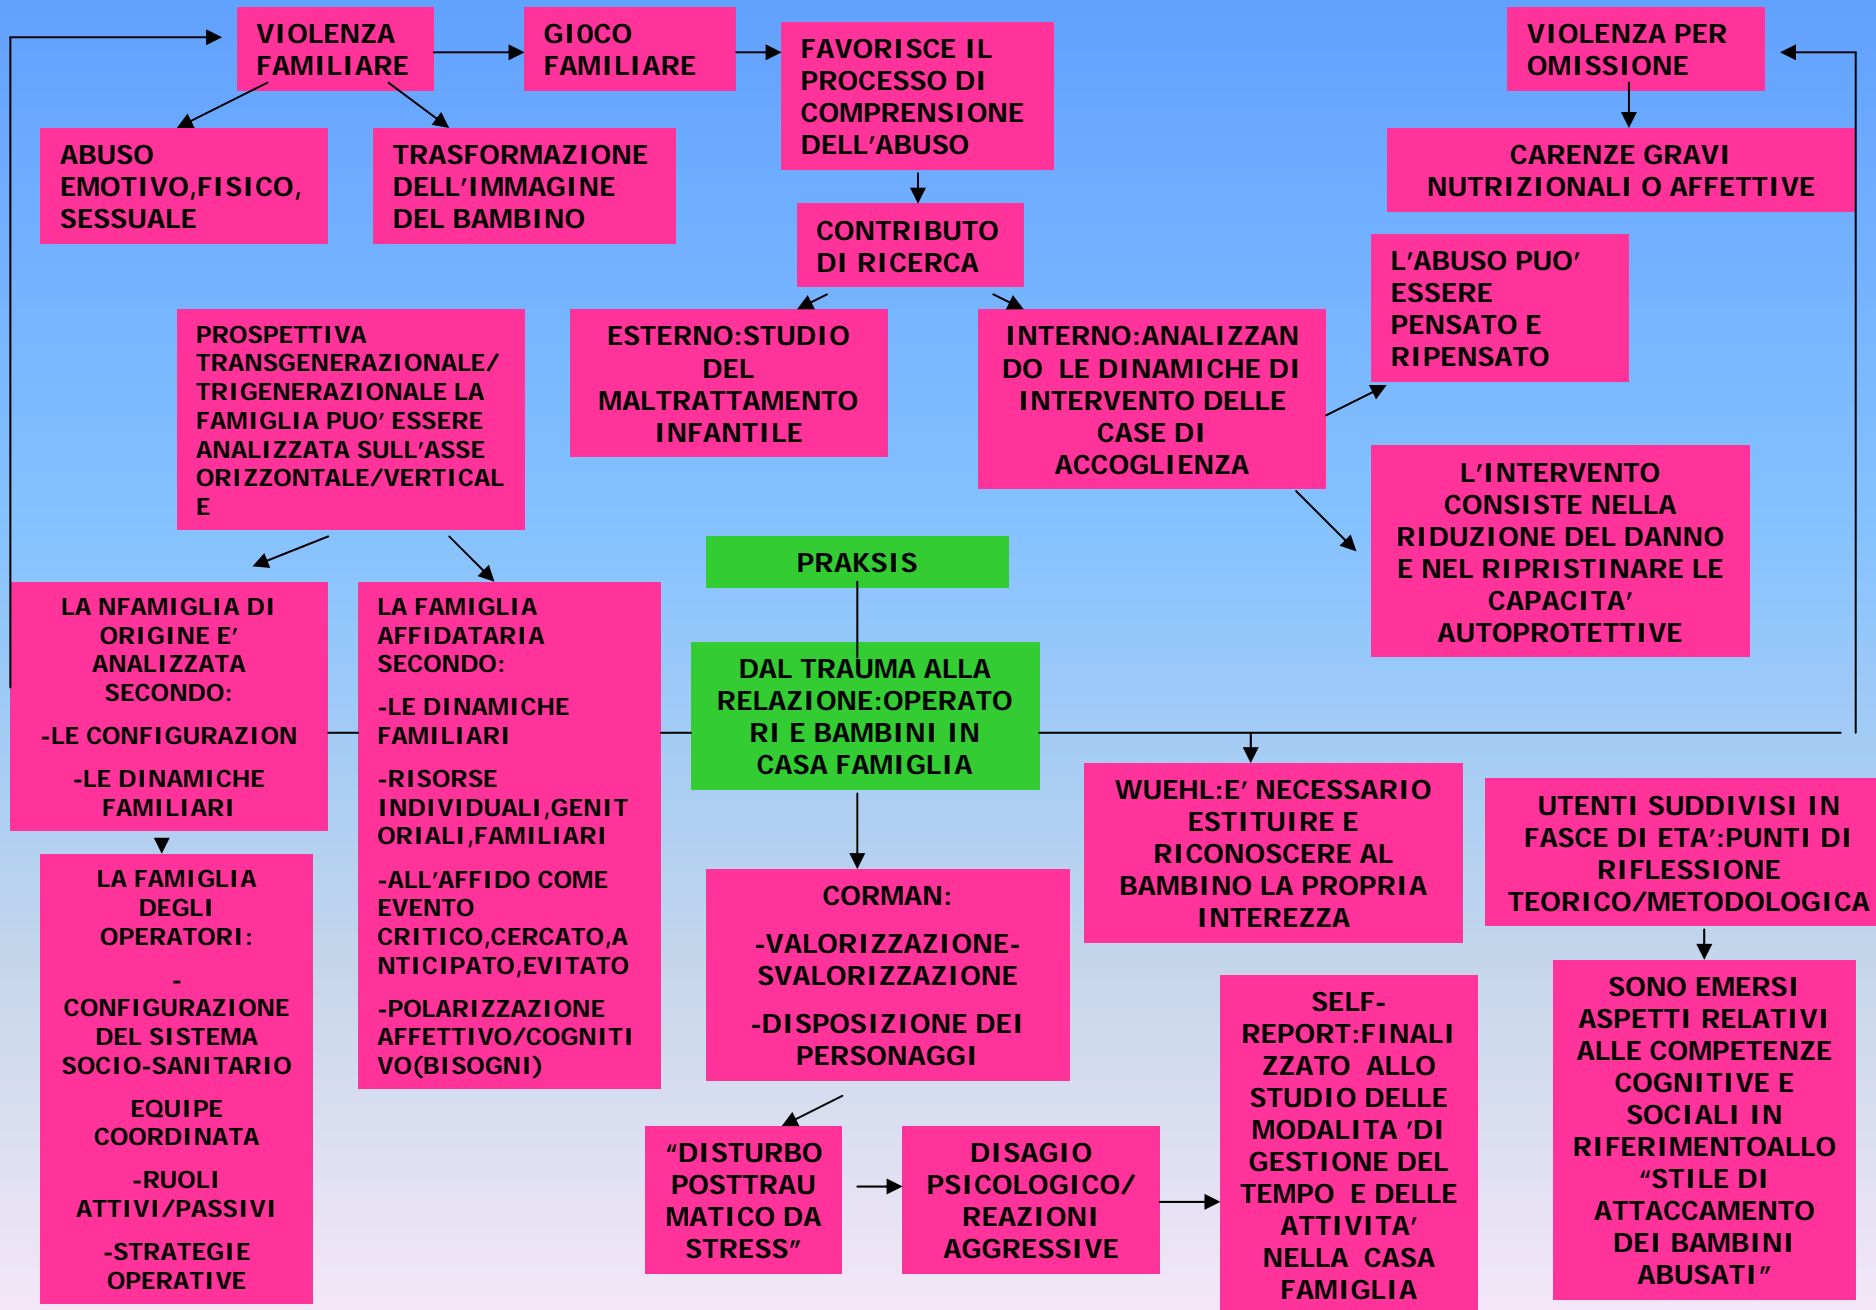 VIOLENZA
FAMILIARE
GI0CO
FAMILIARE
FAVORISCE IL
PROCESSO DI
COMPRENSIONE
DELL'ABUSO
VIOLENZA PER
OMISSIONE
ABUSO
EMOTIVO,FISICO,
SESSUALE
TRASFORMAZIONE
DELL'IMMAGINE
DEL BAMBINO
CARENZE GRAVI
NUTRIZIONALI O AFFETTIVE
CONTRIBUTO
DI RICERCA
L'ABUSO PUO'
ESSERE
PENSATO E
RIPENSATO
PROSPETTIVA
TRANSGENERAZIONALE/
TRIGENERAZIONALE LA
FAMIGLIA PUO' ESSERE
ANALIZZATA SULL'ASSE
ORIZZONTALE/VERTICAL
E
ESTERNO:STUDIO
DEL
MALTRATTAMENTO
INFANTILE
INTERNO:ANALIZZAN
DO LE DINAMICHE DI
INTERVENTO DELLE
CASE DI
ACCOGLIENZA
L'INTERVENTO
CONSISTE NELLA
RIDUZIONE DEL DANNO
E NEL RIPRISTINARE LE
CAPACITA'
AUTOPROTETTIVE
PRAKSIS
LA NFAMIGLIA DI
ORIGINE E'
ANALIZZATA
SECONDO:
-LE CONFIGURAZION
-LE DINAMICHE
FAMILIARI
LA FAMIGLIA
AFFIDATARIA
SECONDO:
-LE DINAMICHE
FAMILIARI
-RISORSE
INDIVIDUALI,GENIT
ORIALI,FAMILIARI
-ALL'AFFIDO COME
EVENTO
CRITICO,CERCATO,A
NTICIPATO,EVITATO
-POLARIZZAZIONE
AFFETTIVO/COGNITI
VO(BISOGNI)
DAL TRAUMA ALLA
RELAZIONE:OPERATO
RI E BAMBINI IN
CASA FAMIGLIA
WUEHL:E' NECESSARIO
ESTITUIRE E
RICONOSCERE AL
BAMBINO LA PROPRIA
INTEREZZA
UTENTI SUDDIVISI IN
FASCE DI ETA':PUNTI DI
RIFLESSIONE
TEORICO/METODOLOGICA
LA FAMIGLIA
DEGLI
OPERATORI:
-
CONFIGURAZIONE
DEL SISTEMA
SOCIO-SANITARIO
EQUIPE
COORDINATA
-RUOLI
ATTIVI/PASSIVI
-STRATEGIE
OPERATIVE
CORMAN:
-VALORIZZAZIONE-
SVALORIZZAZIONE
-DISPOSIZIONE DEI
PERSONAGGI
"DISTURBO
POSTTRAU
MATICO DA
STRESS"
DISAGIO
PSICOLOGICO/
REAZIONI
AGGRESSIVE
SELF-
REPORT:FINALI
ZZATO ALLO
STUDIO DELLE
MODALITA 'DI
GESTIONE DEL
TEMPO E DELLE
ATTIVITA'
NELLA CASA
FAMIGLIA
SONO EMERSI
ASPETTI RELATIVI
ALLE COMPETENZE
COGNITIVE E
SOCIALI IN
RIFERIMENTOALLO
"STILE DI
ATTACCAMENTO
DEI BAMBINI
ABUSATI"